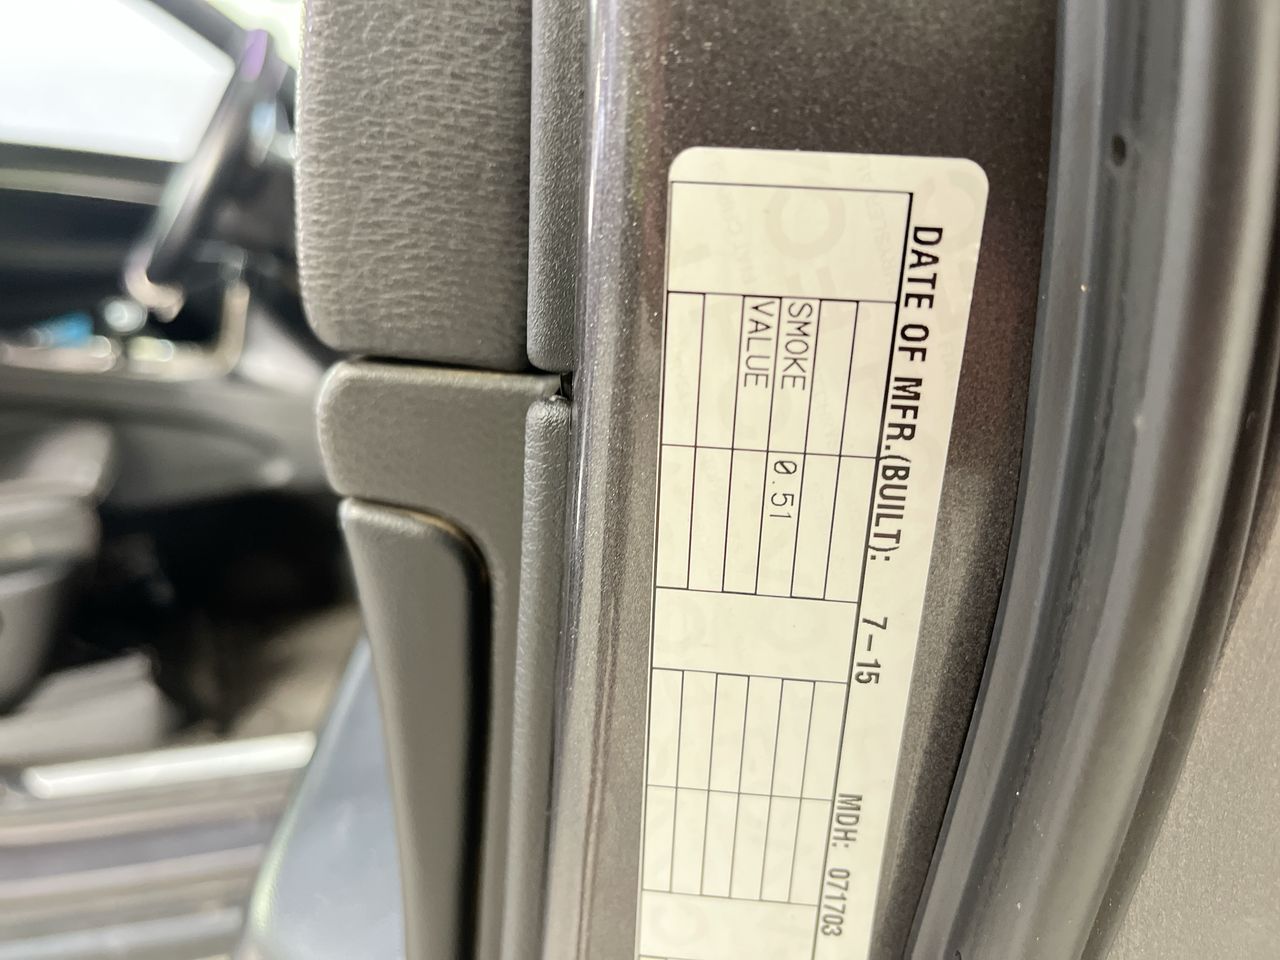 DATE OF MFR.(BUILT): 7-15 MDH: 071703
SMOKE 0.51
VALUE